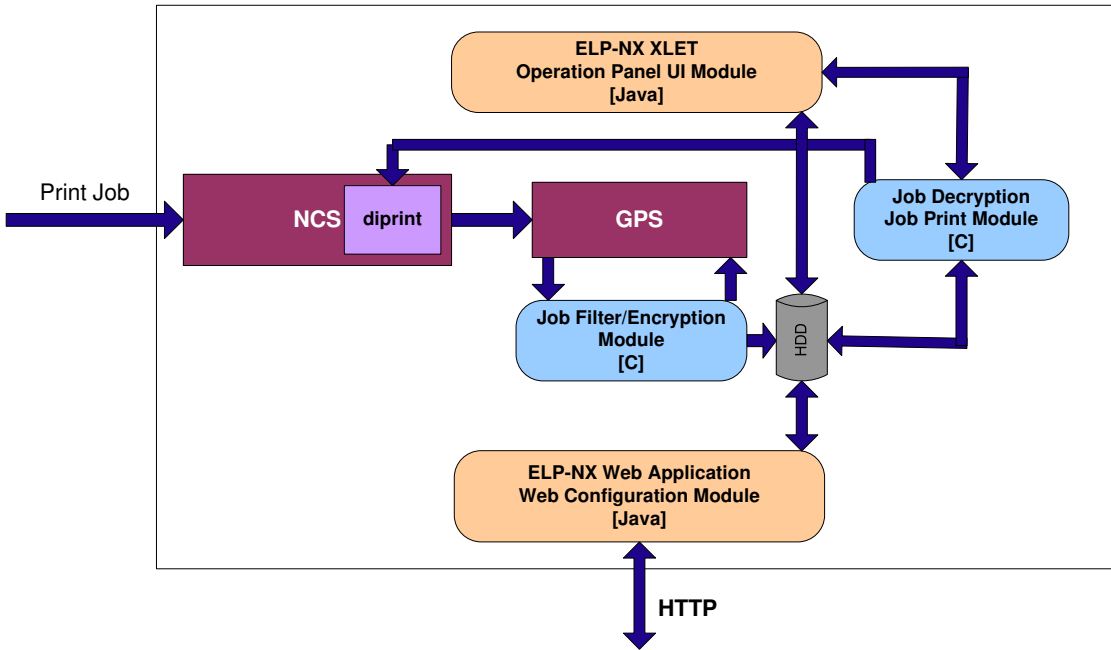 ELP-NX XLET
Operation Panel UI Module
[Java]
Print Job
NCS
diprint
GPS
Job Decryption
Job Print Module
[C]
Job Filter/Encryption
Module
[C]
HDD
ELP-NX Web Application
Web Configuration Module
[Java]
HTTP